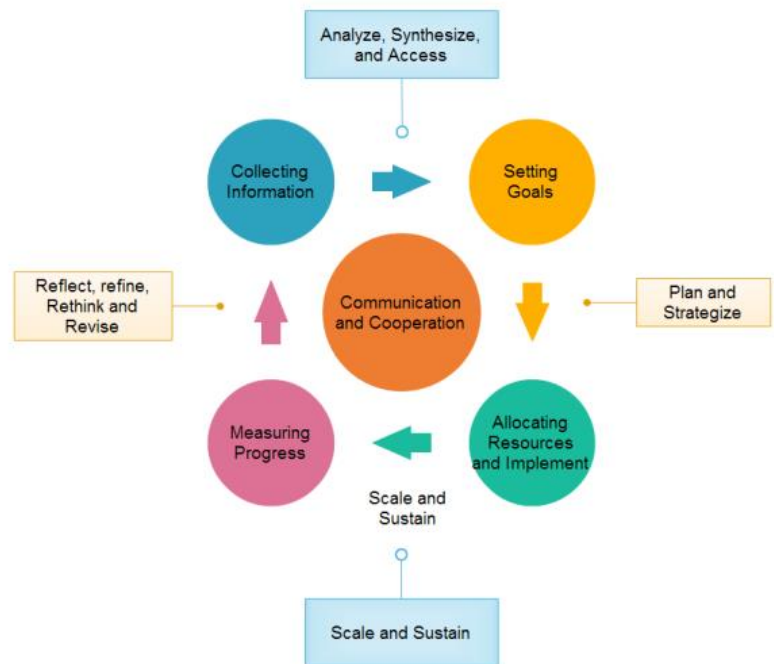 Analyze, Synthesize,
and Access
Collecting
Information
Setting
Goals
Reflect, refine,
Rethink and
Revise
Communication
and Cooperation
Plan and
Strategize
Measuring
Progress
Allocating
Resources
and Implement
Scale and
Sustain
Scale and Sustain